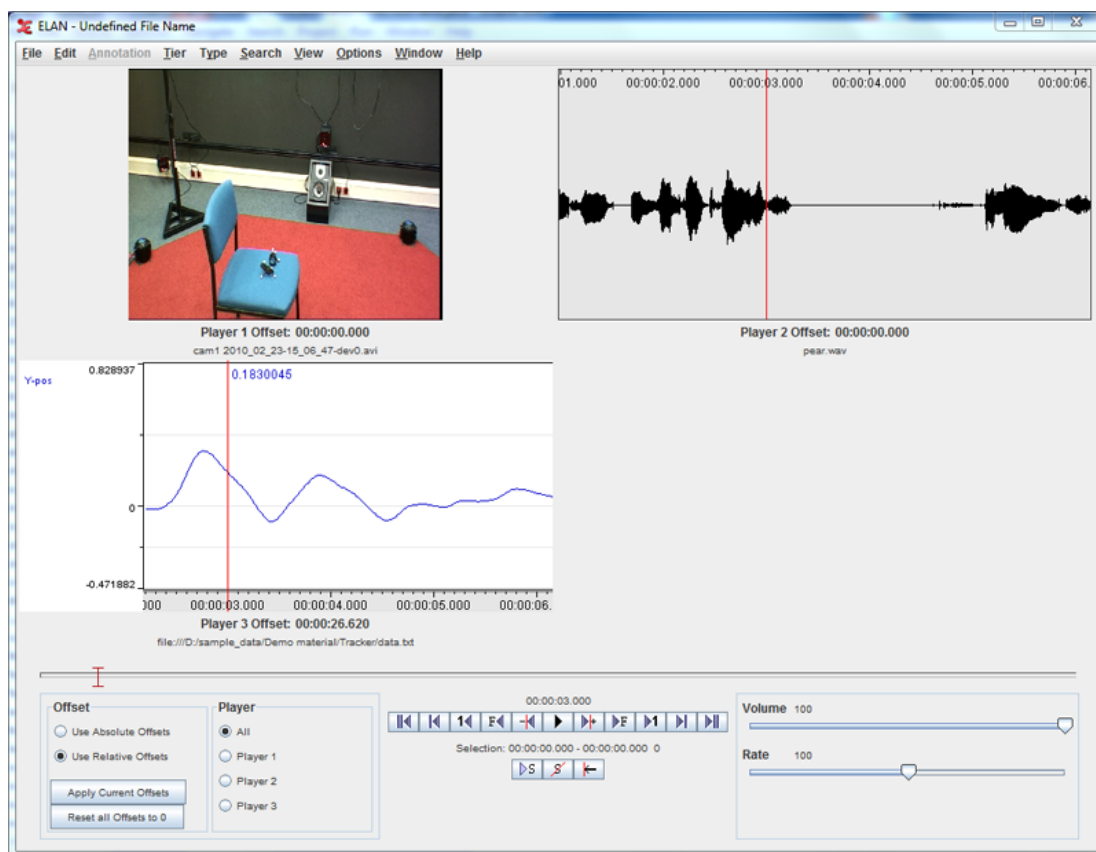 ELAN - Undefined File Name
File Edit Annotation Tier Type Search View Options Window Help
01.000 00:00:02.000 00:00:03.000 00:00:04.000 00:00:05.000 00:00:06.
Player 1 Offset: 00:00:00.000
cam1 2010_02_23-15_06_47-dev0.avi
Player 2 Offset: 00:00:00.000
pear.wav
Y-pos
0.828937
0.1830045
0
-0.471882
000 00:00:03.000 00:00:04.000 00:00:05.000 00:00:06.
Player 3 Offset: 00:00:26.620
file:///D:/sample_data/Demo material/Tracker/data.txt
Offset
Use Absolute Offsets
Use Relative Offsets
Apply Current Offsets
Reset all Offsets to 0
Player
All
Player 1
Player 2
Player 3
00:00:03.000
1 F F 1
Selection: 00:00:00.000 - 00:00:00.000 0
S S
Volume 100
Rate 100